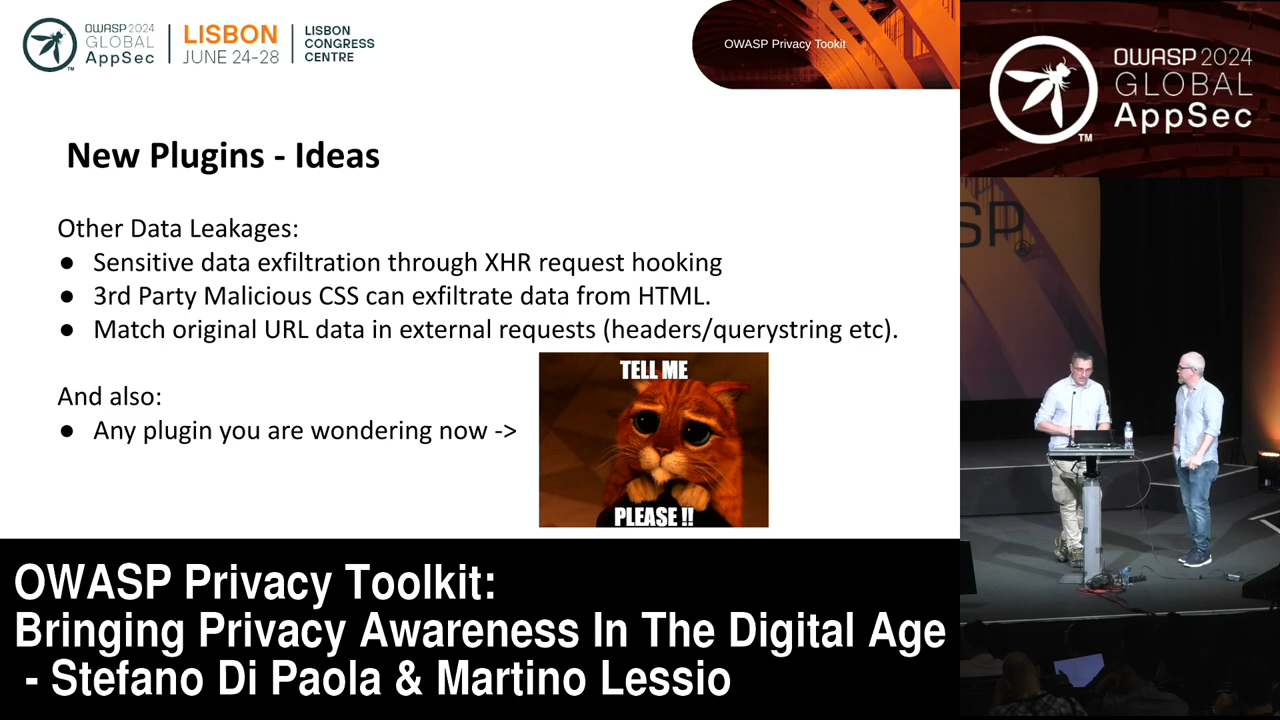 OWASP 2024
GLOBAL
AppSec
TM
LISBON
JUNE 24-28
LISBON
CONGRESS
CENTRE
OWASP Privacy Tookit
New Plugins - Ideas
Other Data Leakages:
● Sensitive data exfiltration through XHR request hooking
● 3rd Party Malicious CSS can exfiltrate data from HTML.
● Match original URL data in external requests (headers/querystring etc).
And also:
● Any plugin you are wondering now ->
TELL ME
PLEASE !!
OWASP 2024
GLOBAL
AppSec
TM
SP®
OWASP Privacy Toolkit:
Bringing Privacy Awareness In The Digital Age
- Stefano Di Paola & Martino Lessio